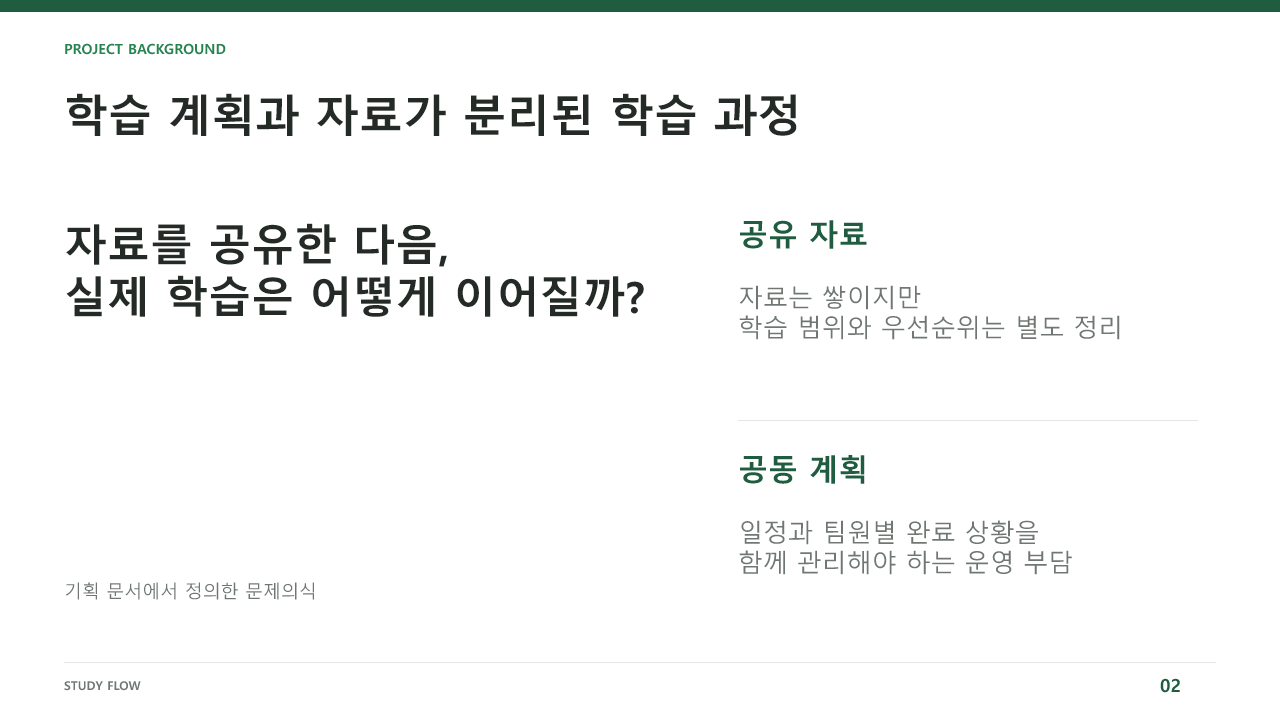 PROJECT BACKGROUND
학습 계획과 자료가 분리된 학습 과정
자료를 공유한 다음,
실제 학습은 어떻게 이어질까?
공유 자료
자료는 쌓이지만
학습 범위와 우선순위는 별도 정리
공동 계획
일정과 팀원별 완료 상황을
함께 관리해야 하는 운영 부담
기획 문서에서 정의한 문제의식
STUDY FLOW
02